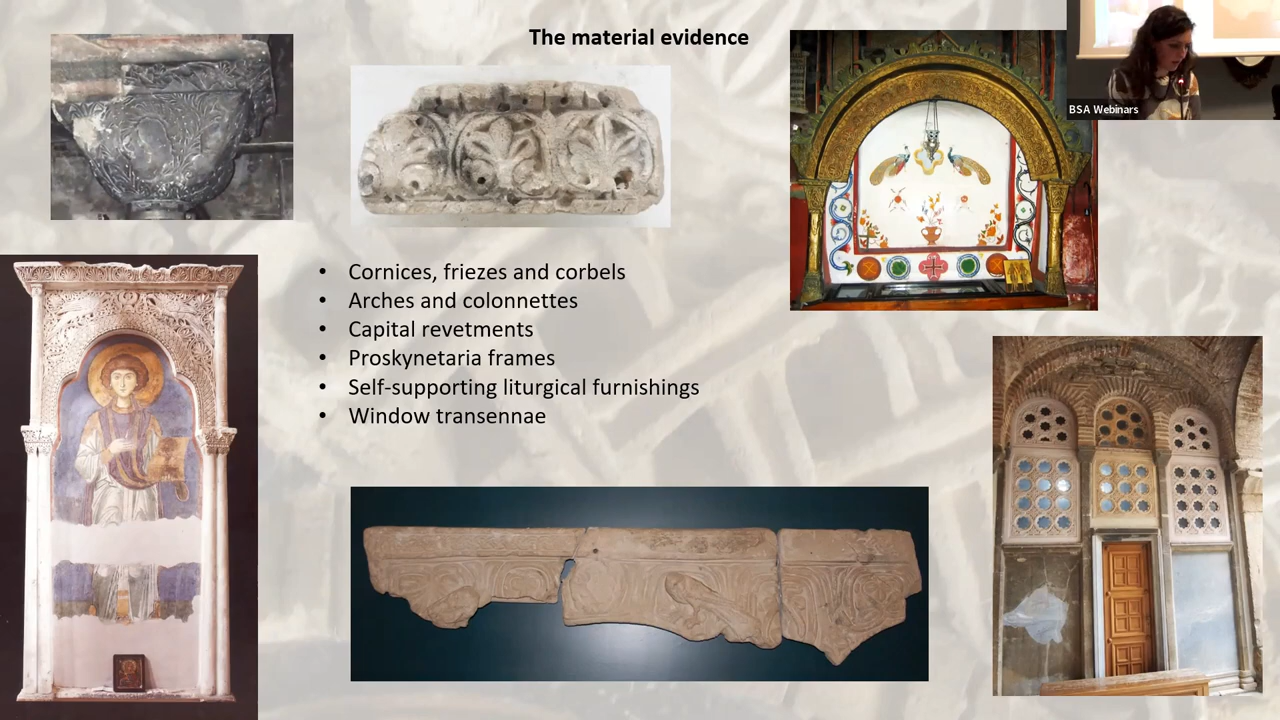 The material evidence
BSA Webinars
• Cornices, friezes and corbels
• Arches and colonnettes
• Capital revetments
• Proskynetaria frames
• Self-supporting liturgical furnishings
• Window transennae